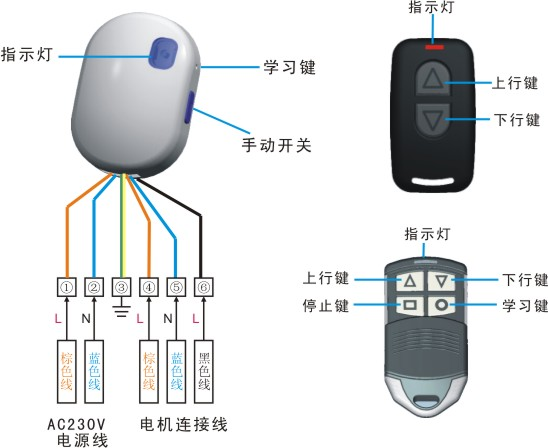 指示灯
学习键
手动开关
① ② ③ ④ ⑤ ⑥
L N L N L
棕色线 蓝色线 棕色线 蓝色线 黑色线
AC230V
电源线
电机连接线
指示灯
上行键
下行键
指示灯
上行键 下行键
停止键 学习键